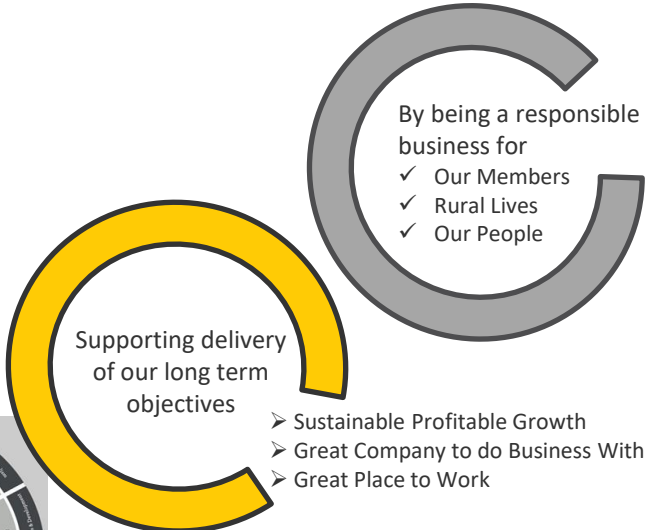 By being a responsible
business for
✓ Our Members
✓ Rural Lives
✓ Our People
Supporting delivery
of our long term
objectives
➢ Sustainable Profitable Growth
➢ Great Company to do Business With
➢ Great Place to Work
& Development